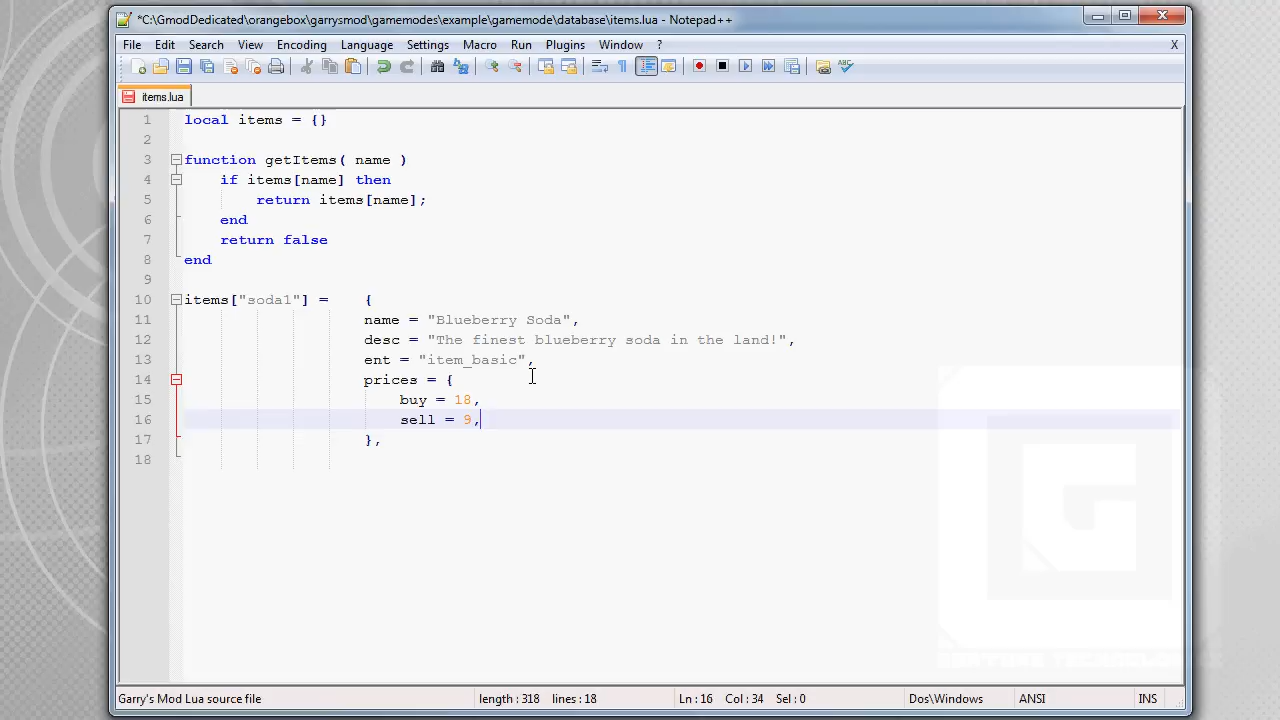 *C:\GmodDedicated\orangebox\garrysmod\gamemodes\example\gamemode\database\items.lua - Notepad++
File Edit Search View Encoding Language Settings Macro Run Plugins Window ? X
items.lua
1 local items = {}
2
3 function getItems( name )
4 if items[name] then
5 return items[name];
6 end
7 return false
8 end
9
10 items["soda1"] = {
11 name = "Blueberry Soda",
12 desc = "The finest blueberry soda in the land!",
13 ent = "item_basic",
14 prices = {
15 buy = 18,
16 sell = 9,
17 },
18
Garry's Mod Lua source file length : 318 lines : 18 Ln : 16 Col : 34 Sel : 0 Dos\Windows ANSI INS